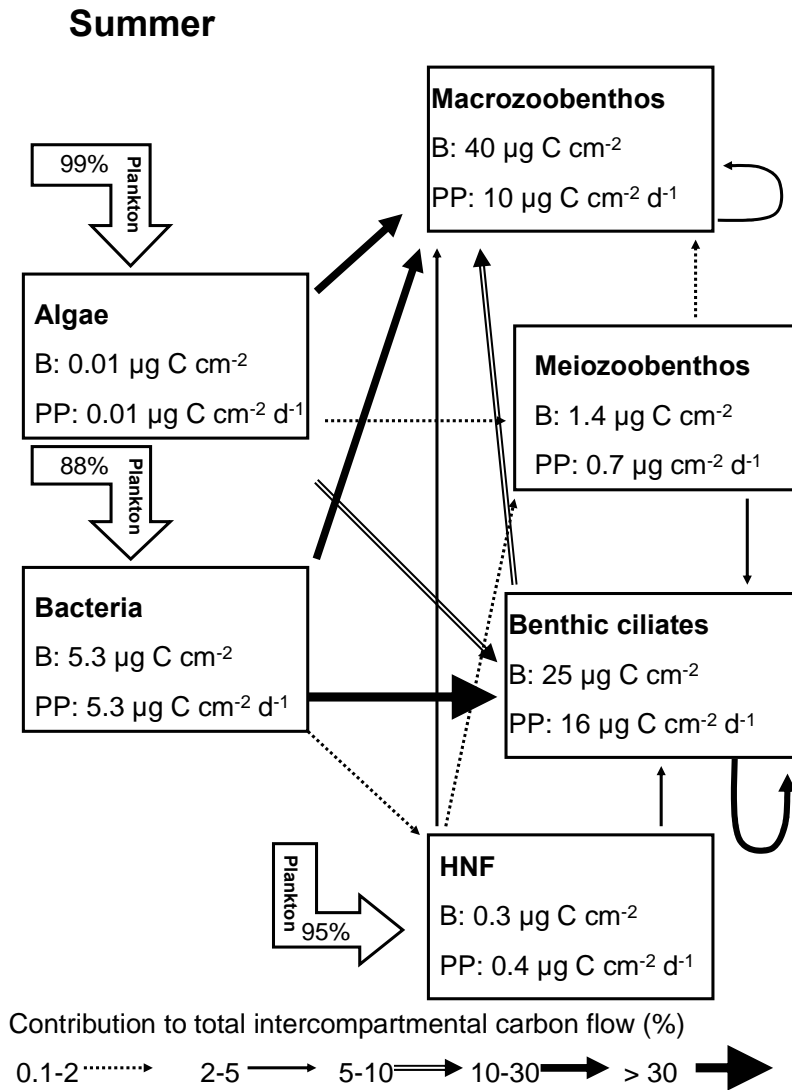 Summer
Macrozoobenthos
B: 40 µg C cm-2
PP: 10 µg C cm-2 d-1
99%
Plankton
Algae
B: 0.01 µg C cm-2
PP: 0.01 µg C cm-2 d-1
Meiozoobenthos
B: 1.4 µg C cm-2
PP: 0.7 µg cm-2 d-1
88%
Plankton
Bacteria
B: 5.3 µg C cm-2
PP: 5.3 µg C cm-2 d-1
Benthic ciliates
B: 25 µg C cm-2
PP: 16 µg C cm-2 d-1
Plankton
95%
HNF
B: 0.3 µg C cm-2
PP: 0.4 µg C cm-2 d-1
Contribution to total intercompartmental carbon flow (%)
0.1-2 2-5 5-10 10-30 > 30